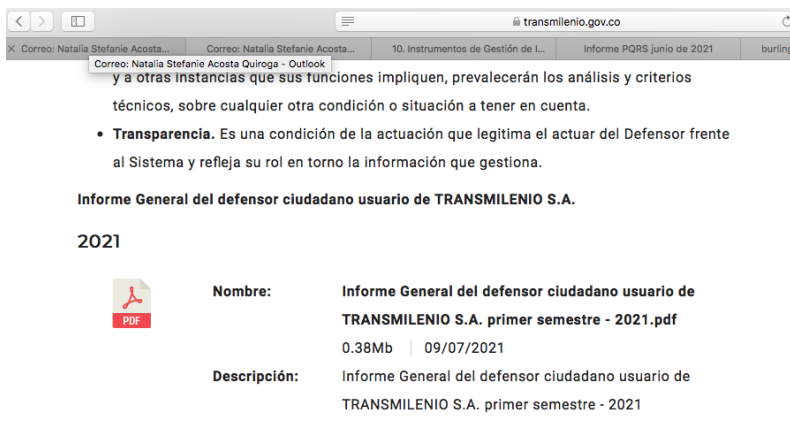 transmilenio.gov.co
Correo: Natalia Stefanie Acosta... Correo: Natalia Stefanie Acosta... 10. Instrumentos de Gestión de I... Informe PQRS junio de 2021 burling
Correo: Natalia Stefanie Acosta Quiroga - Outlook
y a otras instancias que sus funciones impliquen, prevalecerán los análisis y criterios
técnicos, sobre cualquier otra condición o situación a tener en cuenta.
• Transparencia. Es una condición de la actuación que legitima el actuar del Defensor frente
al Sistema y refleja su rol en torno la información que gestiona.
Informe General del defensor ciudadano usuario de TRANSMILENIO S.A.
2021
PDF
Nombre: Informe General del defensor ciudadano usuario de
TRANSMILENIO S.A. primer semestre - 2021.pdf
0.38Mb | 09/07/2021
Descripción: Informe General del defensor ciudadano usuario de
TRANSMILENIO S.A. primer semestre - 2021